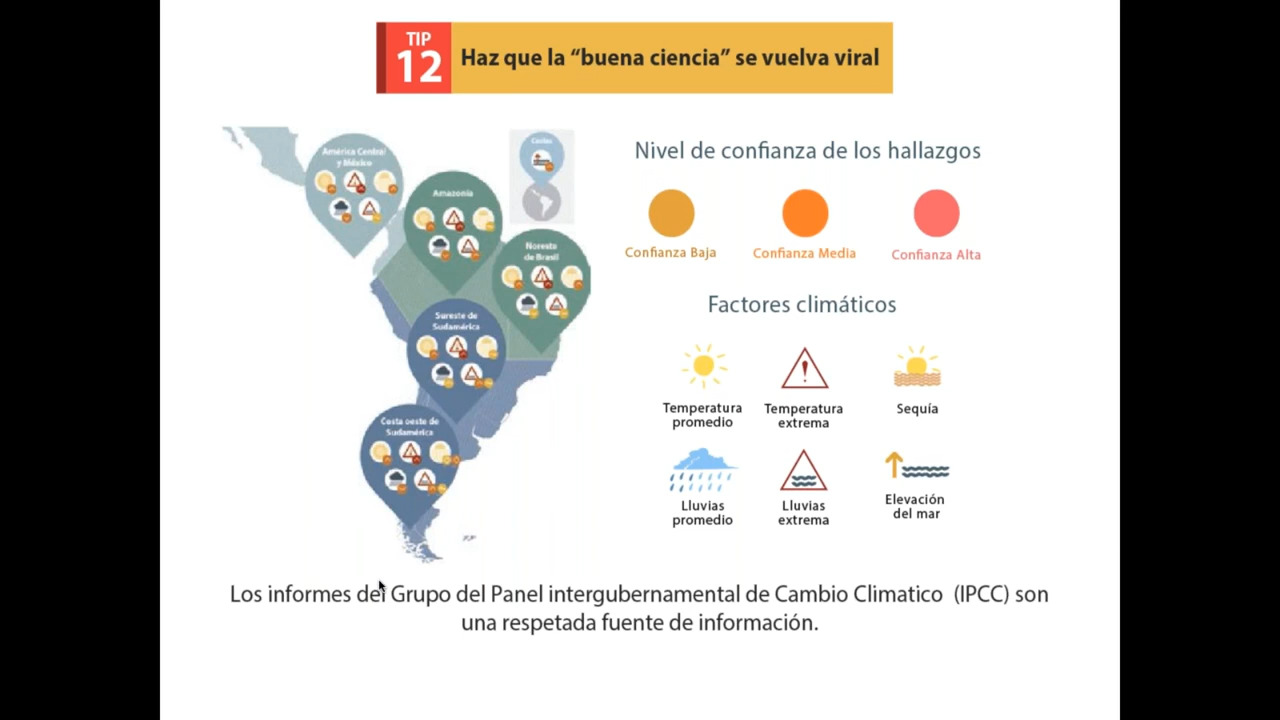 TIP
12
Haz que la “buena ciencia” se vuelva viral
América Central
y México
Costas
Amazonía
Noreste
de Brasil
Sureste de
Sudamérica
Costa oeste de
Sudamérica
Nivel de confianza de los hallazgos
Confianza Baja
Confianza Media
Confianza Alta
Factores climáticos
Temperatura
promedio
Temperatura
extrema
Sequía
Lluvias
promedio
Lluvias
extrema
Elevación
del mar
Los informes del Grupo del Panel intergubernamental de Cambio Climatico (IPCC) son
una respetada fuente de información.